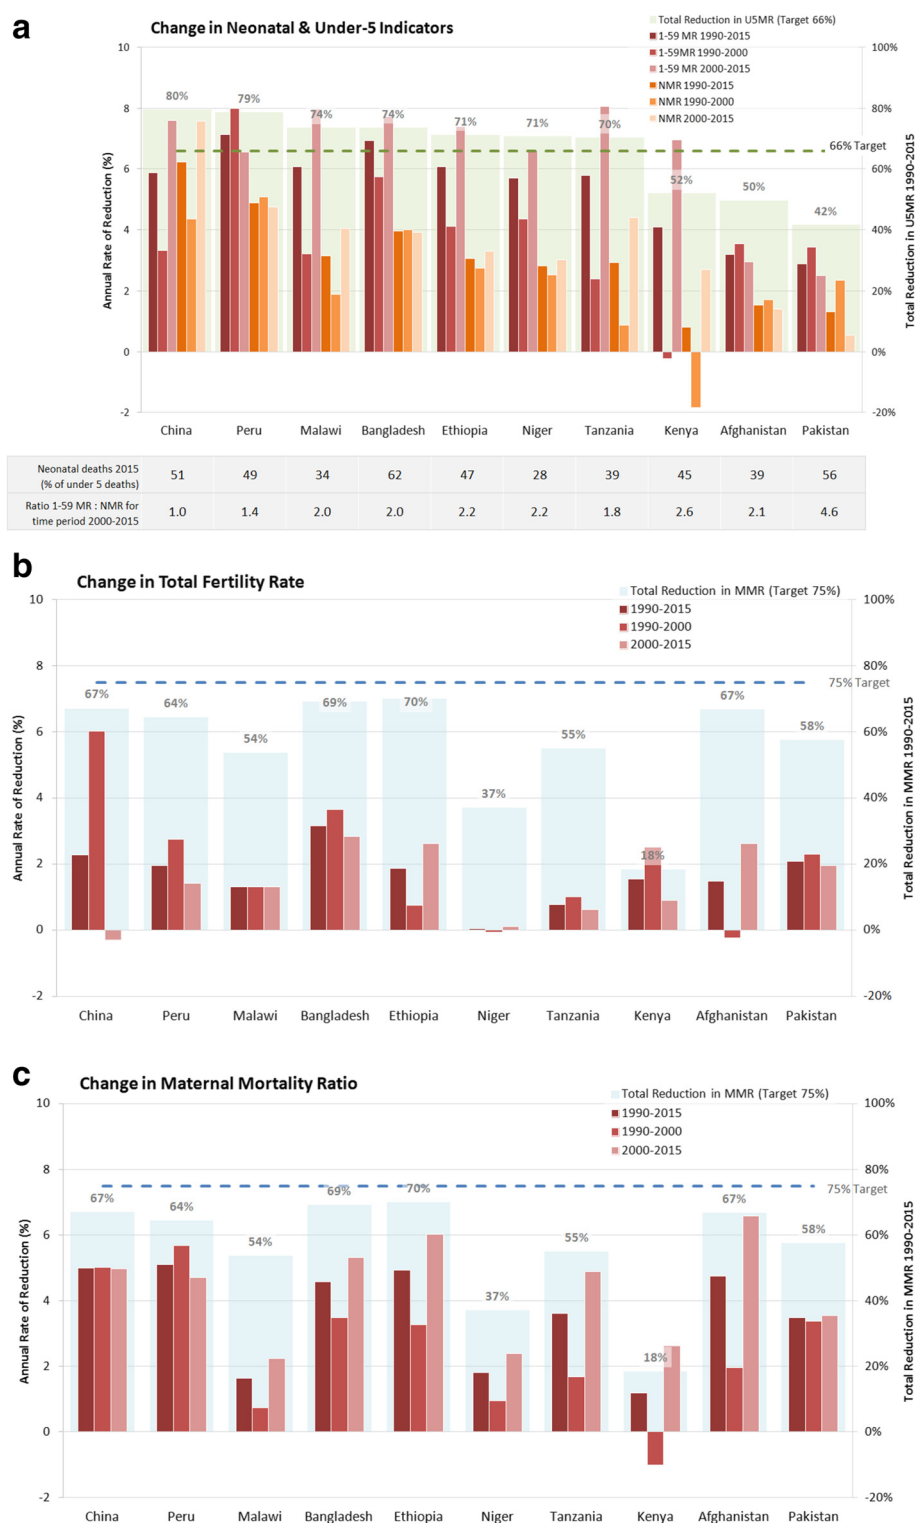 a
Change in Neonatal & Under-5 Indicators
Total Reduction in U5MR (Target 66%)
1-59 MR 1990-2015
1-59MR 1990-2000
1-59 MR 2000-2015
NMR 1990-2015
NMR 1990-2000
NMR 2000-2015
Annual Rate of Reduction (%)
10
8
6
4
2
0
-2
100%
80%
60%
40%
20%
0%
-20%
Total Reduction in U5MR 1990-2015
80%
79%
74%
74%
71%
71%
70%
52%
50%
42%
66% Target
China Peru Malawi Bangladesh Ethiopia Niger Tanzania Kenya Afghanistan Pakistan
Neonatal deaths 2015
(% of under 5 deaths)
51 49 34 62 47 28 39 45 39 56
Ratio 1-59 MR : NMR for
time period 2000-2015
1.0 1.4 2.0 2.0 2.2 2.2 1.8 2.6 2.1 4.6
b
Change in Total Fertility Rate
Total Reduction in MMR (Target 75%)
1990-2015
1990-2000
2000-2015
Annual Rate of Reduction (%)
10
8
6
4
2
0
-2
100%
80%
60%
40%
20%
0%
-20%
Total Reduction in MMR 1990-2015
75% Target
67%
64%
54%
69%
70%
37%
55%
18%
67%
58%
China Peru Malawi Bangladesh Ethiopia Niger Tanzania Kenya Afghanistan Pakistan
c
Change in Maternal Mortality Ratio
Total Reduction in MMR (Target 75%)
1990-2015
1990-2000
2000-2015
Annual Rate of Reduction (%)
10
8
6
4
2
0
-2
100%
80%
60%
40%
20%
0%
-20%
Total Reduction in MMR 1990-2015
75% Target
67%
64%
54%
69%
70%
37%
55%
18%
67%
58%
China Peru Malawi Bangladesh Ethiopia Niger Tanzania Kenya Afghanistan Pakistan